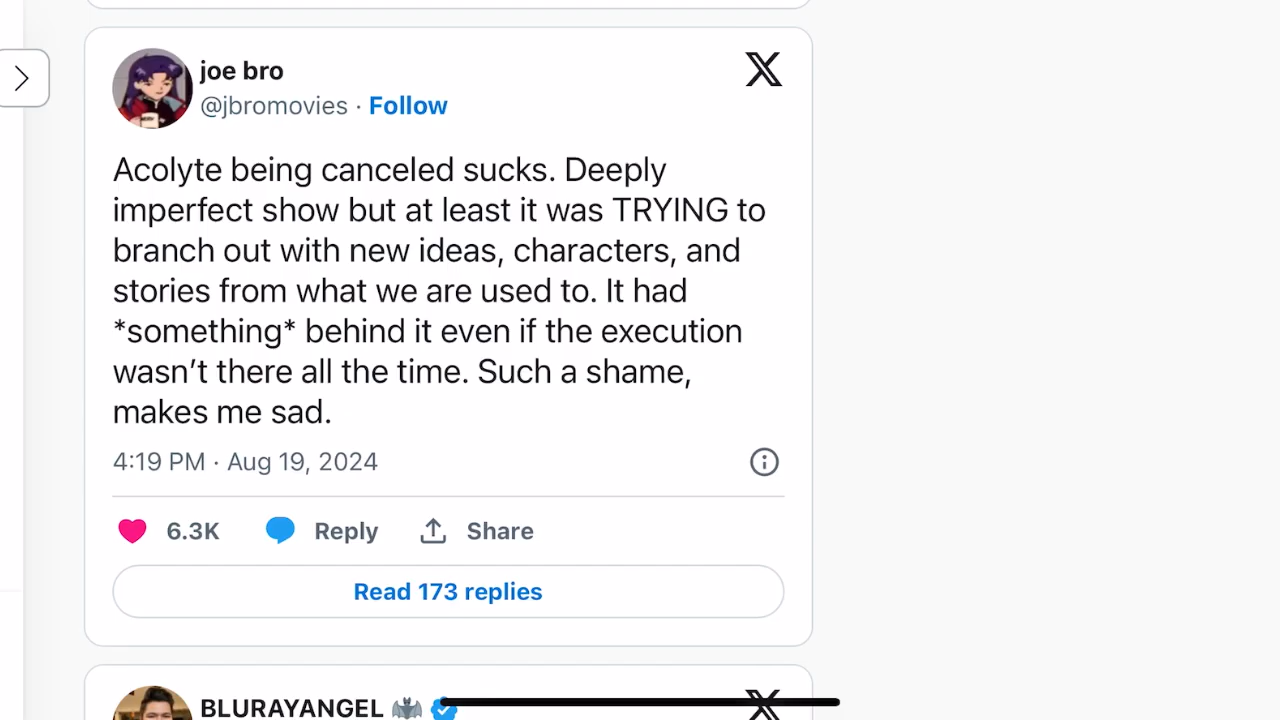 joe bro
@jbromovies · Follow
Acolyte being canceled sucks. Deeply
imperfect show but at least it was TRYING to
branch out with new ideas, characters, and
stories from what we are used to. It had
*something* behind it even if the execution
wasn’t there all the time. Such a shame,
makes me sad.
4:19 PM · Aug 19, 2024
6.3K Reply Share
Read 173 replies
BLURAYANGEL 🦇